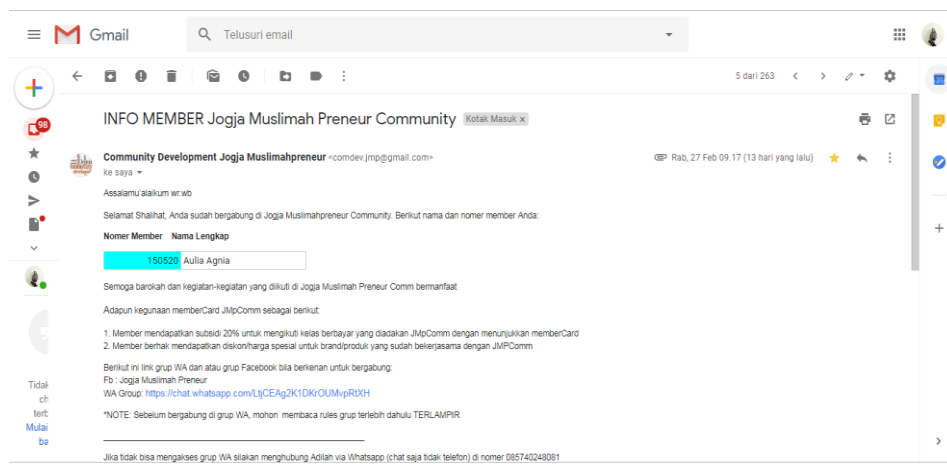 Gmail
Telusuri email
5 dari 263
INFO MEMBER Jogja Muslimah Preneur Community Kotak Masuk x
98
Community Development Jogja Muslimahpreneur <comdev.jmp@gmail.com>
Rab, 27 Feb 09.17 (13 hari yang lalu)
ke saya
Assalamu'alaikum wr.wb
Selamat Shalihat, Anda sudah bergabung di Jogja Muslimahpreneur Community. Berikut nama dan nomer member Anda:
Nomer Member Nama Lengkap
150520 Aulia Agnia
Semoga barokah dan kegiatan-kegiatan yang diikuti di Jogja Muslimah Preneur Comm bermanfaat
Adapun kegunaan memberCard JMpComm sebagai berikut:
1. Member mendapatkan subsidi 20% untuk mengikuti kelas berbayar yang diadakan JMpComm dengan menunjukkan memberCard
2. Member berhak mendapatkan diskon/harga spesial untuk brand/produk yang sudah bekerjasama dengan JMPComm
Berikut ini link grup WA dan atau grup Facebook bila berkenan untuk bergabung:
Fb : Jogja Muslimah Preneur
WA Group: https://chat.whatsapp.com/LtjCEAg2K1DKrOUMvpRtXH
*NOTE: Sebelum bergabung di grup WA, mohon membaca rules grup terlebih dahulu TERLAMPIR
Jika tidak bisa mengakses grup WA silakan menghubung Adilah via Whatsapp (chat saja tidak telefon) di nomer 085740248081
Tidak
ch
tert
Mulai
ba